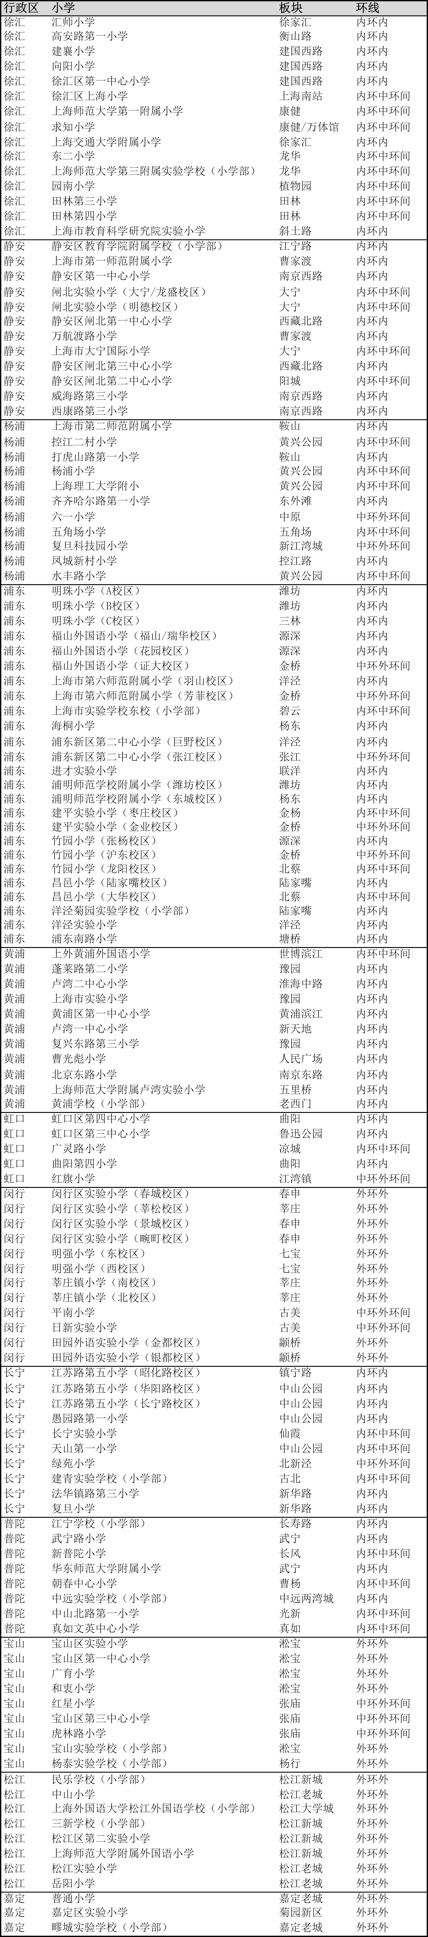 行政区 小学 板块 环线
徐汇 汇师小学 徐家汇 内环内
徐汇 高安路第一小学 衡山路 内环内
徐汇 建襄小学 建国西路 内环内
徐汇 向阳小学 建国西路 内环内
徐汇 徐汇区第一中心小学 建国西路 内环内
徐汇 徐汇区上海小学 上海南站 内环中环间
徐汇 上海师范大学第一附属小学 康健 内环中环间
徐汇 求知小学 康健/万体馆 内环中环间
徐汇 上海交通大学附属小学 徐家汇 内环内
徐汇 东二小学 龙华 内环中环间
徐汇 上海师范大学第三附属实验学校（小学部） 龙华 内环中环间
徐汇 园南小学 植物园 内环中环间
徐汇 田林第三小学 田林 内环中环间
徐汇 田林第四小学 田林 内环中环间
徐汇 上海市教育科学研究院实验小学 斜土路 内环内
静安 静安区教育学院附属学校（小学部） 江宁路 内环内
静安 上海市第一师范附属小学 曹家渡 内环内
静安 静安区第一中心小学 南京西路 内环内
静安 闸北实验小学（大宁/龙盛校区） 大宁 内环中环间
静安 闸北实验小学（明德校区） 大宁 内环中环间
静安 静安区闸北第一中心小学 西藏北路 内环内
静安 万航渡路小学 曹家渡 内环内
静安 上海市大宁国际小学 大宁 内环中环间
静安 静安区闸北第三中心小学 西藏北路 内环内
静安 静安区闸北第二中心小学 阳城 内环中环间
静安 威海路第三小学 南京西路 内环内
静安 西康路第三小学 南京西路 内环内
杨浦 上海市第二师范附属小学 鞍山 内环内
杨浦 控江二村小学 黄兴公园 内环中环间
杨浦 打虎山路第一小学 鞍山 内环内
杨浦 杨浦小学 黄兴公园 内环中环间
杨浦 上海理工大学附小 黄兴公园 内环中环间
杨浦 齐齐哈尔路第一小学 东外滩 内环内
杨浦 六一小学 中原 中环外环间
杨浦 五角场小学 五角场 内环中环间
杨浦 复旦科技园小学 新江湾城 中环外环间
杨浦 凤城新村小学 控江路 内环内
杨浦 水丰路小学 黄兴公园 内环中环间
浦东 明珠小学（A校区） 潍坊 内环内
浦东 明珠小学（B校区） 潍坊 内环内
浦东 明珠小学（C校区） 三林 内环内
浦东 福山外国语小学（福山/瑞华校区） 源深 内环内
浦东 福山外国语小学（花园校区） 源深 内环内
浦东 福山外国语小学（证大校区） 金桥 中环外环间
浦东 上海市第六师范附属小学（羽山校区） 洋泾 内环内
浦东 上海市第六师范附属小学（芳菲校区） 金桥 中环外环间
浦东 上海市实验学校东校（小学部） 碧云 内环中环间
浦东 海桐小学 杨东 内环内
浦东 浦东新区第二中心小学（巨野校区） 洋泾 内环内
浦东 浦东新区第二中心小学（张江校区） 张江 中环外环间
浦东 进才实验小学 联洋 内环内
浦东 浦明师范学校附属小学（潍坊校区） 潍坊 内环内
浦东 浦明师范学校附属小学（东城校区） 杨东 内环内
浦东 建平实验小学（枣庄校区） 金杨 内环中环间
浦东 建平实验小学（金业校区） 金桥 中环外环间
浦东 竹园小学（张杨校区） 源深 内环内
浦东 竹园小学（沪东校区） 金桥 中环外环间
浦东 竹园小学（龙阳校区） 北蔡 内环中环间
浦东 昌邑小学（陆家嘴校区） 陆家嘴 内环内
浦东 昌邑小学（大华校区） 北蔡 内环中环间
浦东 洋泾菊园实验学校（小学部） 陆家嘴 内环内
浦东 洋泾实验小学 洋泾 内环内
浦东 浦东南路小学 塘桥 内环内
黄浦 上外黄浦外国语小学 世博滨江 内环中环间
黄浦 蓬莱路第二小学 豫园 内环内
黄浦 卢湾二中心小学 淮海中路 内环内
黄浦 上海市实验小学 豫园 内环内
黄浦 黄浦区第一中心小学 黄浦滨江 内环内
黄浦 卢湾一中心小学 新天地 内环内
黄浦 复兴东路第三小学 豫园 内环内
黄浦 曹光彪小学 人民广场 内环内
黄浦 北京东路小学 南京东路 内环内
黄浦 上海师范大学附属卢湾实验小学 五里桥 内环内
黄浦 黄浦学校（小学部） 老西门 内环内
虹口 虹口区第四中心小学 曲阳 内环内
虹口 虹口区第三中心小学 鲁迅公园 内环内
虹口 广灵路小学 凉城 内环中环间
虹口 曲阳第四小学 曲阳 内环内
虹口 红旗小学 江湾镇 中环外环间
闵行 闵行区实验小学（春城校区） 春申 外环外
闵行 闵行区实验小学（莘松校区） 莘庄 外环外
闵行 闵行区实验小学（景城校区） 春申 外环外
闵行 闵行区实验小学（畹町校区） 春申 外环外
闵行 明强小学（东校区） 七宝 外环外
闵行 明强小学（西校区） 七宝 外环外
闵行 莘庄镇小学（南校区） 莘庄 外环外
闵行 莘庄镇小学（北校区） 莘庄 外环外
闵行 平南小学 古美 中环外环间
闵行 日新实验小学 古美 中环外环间
闵行 田园外语实验小学（金都校区） 颛桥 外环外
闵行 田园外语实验小学（银都校区） 颛桥 外环外
长宁 江苏路第五小学（昭化路校区） 镇宁路 内环内
长宁 江苏路第五小学（华阳路校区） 中山公园 内环内
长宁 江苏路第五小学（长宁路校区） 中山公园 内环内
长宁 愚园路第一小学 中山公园 内环内
长宁 长宁实验小学 仙霞 内环中环间
长宁 天山第一小学 中山公园 内环中环间
长宁 绿苑小学 北新泾 中环外环间
长宁 建青实验学校（小学部） 古北 内环中环间
长宁 法华镇路第三小学 新华路 内环内
长宁 复旦小学 新华路 内环内
普陀 江宁学校（小学部） 长寿路 内环内
普陀 武宁路小学 武宁 内环内
普陀 新普陀小学 长风 内环中环间
普陀 华东师范大学附属小学 武宁 内环内
普陀 朝春中心小学 曹杨 内环中环间
普陀 中远实验学校（小学部） 中远两湾城 内环内
普陀 中山北路第一小学 光新 内环中环间
普陀 真如文英中心小学 真如 内环中环间
宝山 宝山区实验小学 淞宝 外环外
宝山 宝山区第一中心小学 淞宝 外环外
宝山 广育小学 淞宝 外环外
宝山 和衷小学 淞宝 外环外
宝山 红星小学 张庙 中环外环间
宝山 宝山区第三中心小学 张庙 中环外环间
宝山 虎林路小学 张庙 中环外环间
宝山 宝山实验学校（小学部） 淞宝 外环外
宝山 杨泰实验学校（小学部） 杨行 外环外
松江 民乐学校（小学部） 松江新城 外环外
松江 中山小学 松江老城 外环外
松江 上海外国语大学松江外国语学校（小学部） 松江大学城 外环外
松江 三新学校（小学部） 松江新城 外环外
松江 松江区第二实验小学 松江新城 外环外
松江 上海师范大学附属外国语小学 松江新城 外环外
松江 松江实验小学 松江老城 外环外
松江 岳阳小学 松江老城 外环外
嘉定 普通小学 嘉定老城 外环外
嘉定 嘉定区实验小学 菊园新区 外环外
嘉定 疁城实验学校（小学部） 嘉定老城 外环外